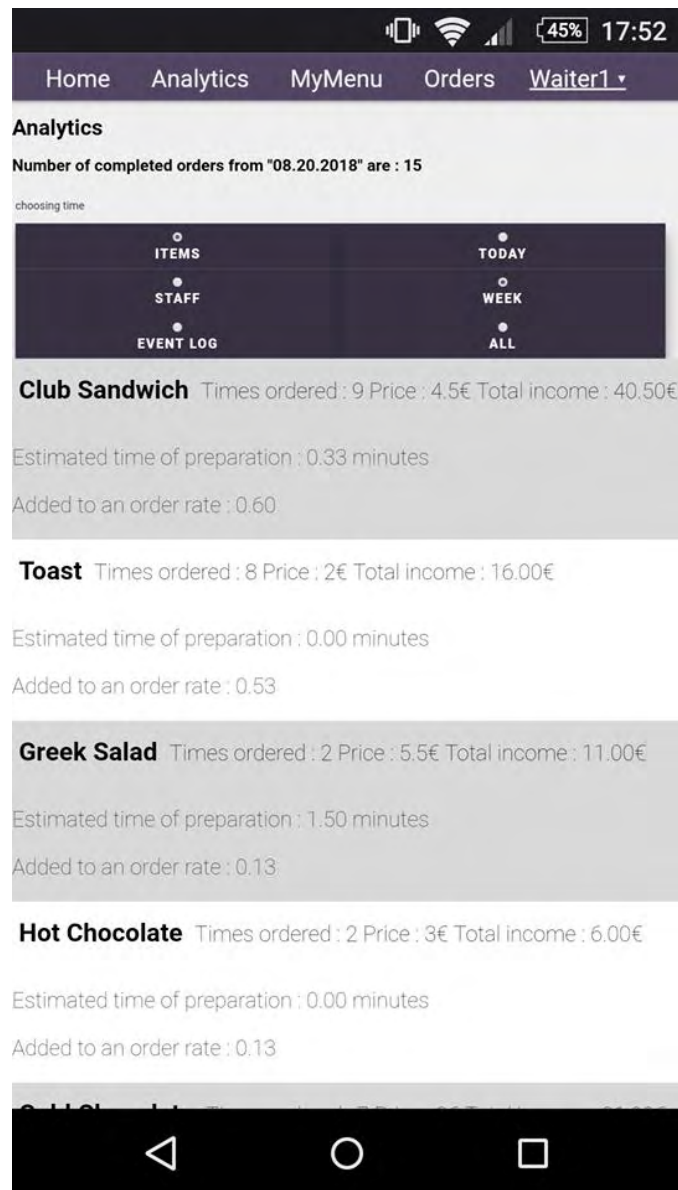 45% 17:52
Home Analytics MyMenu Orders Waiter1
Analytics
Number of completed orders from "08.20.2018" are : 15
choosing time
ITEMS TODAY
STAFF WEEK
EVENT LOG ALL
Club Sandwich Times ordered : 9 Price : 4.5€ Total income : 40.50€
Estimated time of preparation : 0.33 minutes
Added to an order rate : 0.60
Toast Times ordered : 8 Price : 2€ Total income : 16.00€
Estimated time of preparation : 0.00 minutes
Added to an order rate : 0.53
Greek Salad Times ordered : 2 Price : 5.5€ Total income : 11.00€
Estimated time of preparation : 1.50 minutes
Added to an order rate : 0.13
Hot Chocolate Times ordered : 2 Price : 3€ Total income : 6.00€
Estimated time of preparation : 0.00 minutes
Added to an order rate : 0.13